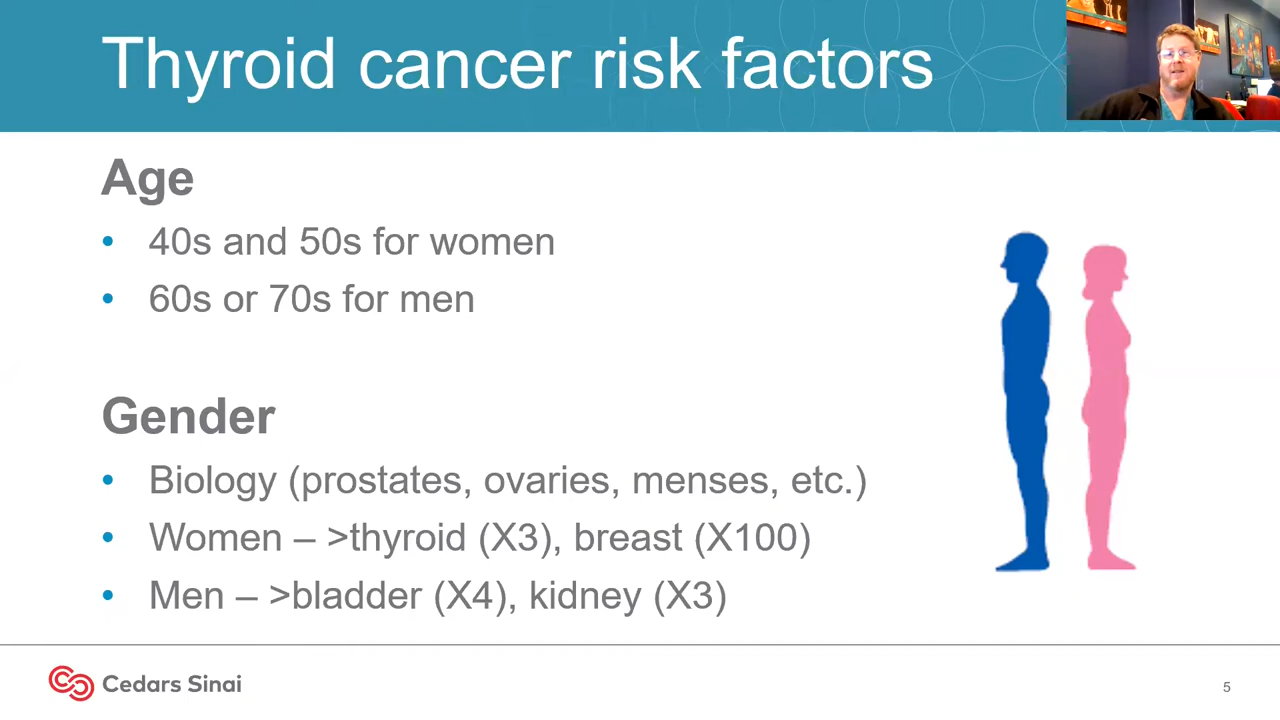 Thyroid cancer risk factors
Age
• 40s and 50s for women
• 60s or 70s for men
Gender
• Biology (prostates, ovaries, menses, etc.)
• Women – >thyroid (X3), breast (X100)
• Men – >bladder (X4), kidney (X3)
Cedars Sinai
5